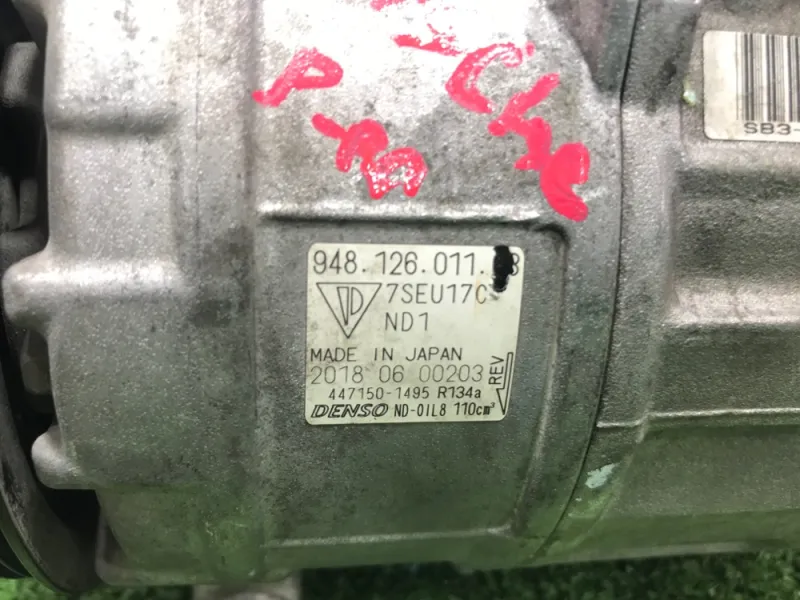 SB3-
948.126.011.
7SEU17C
ND1
MADE IN JAPAN
2018 06 00203
REV
447150-1495 R134a
DENSO ND-OIL8 110cm³